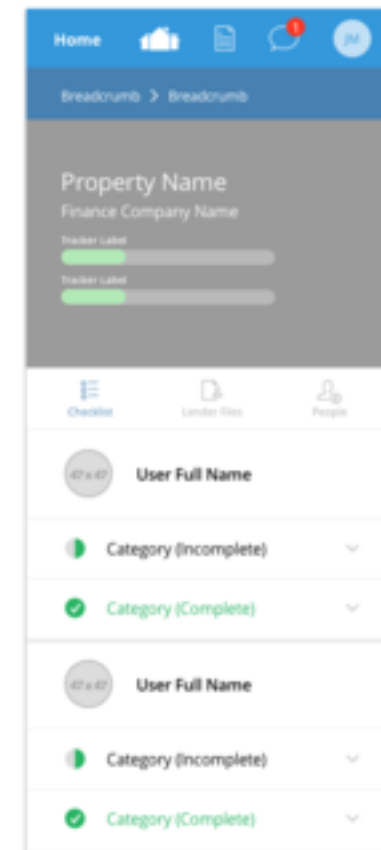 Home 1 JM
Breadcrumb > Breadcrumb
Property Name
Finance Company Name
Tracker Label
Tracker Label
Checklist Lender Files People
47 x 47 User Full Name
Category (Incomplete)
Category (Complete)
47 x 47 User Full Name
Category (Incomplete)
Category (Complete)